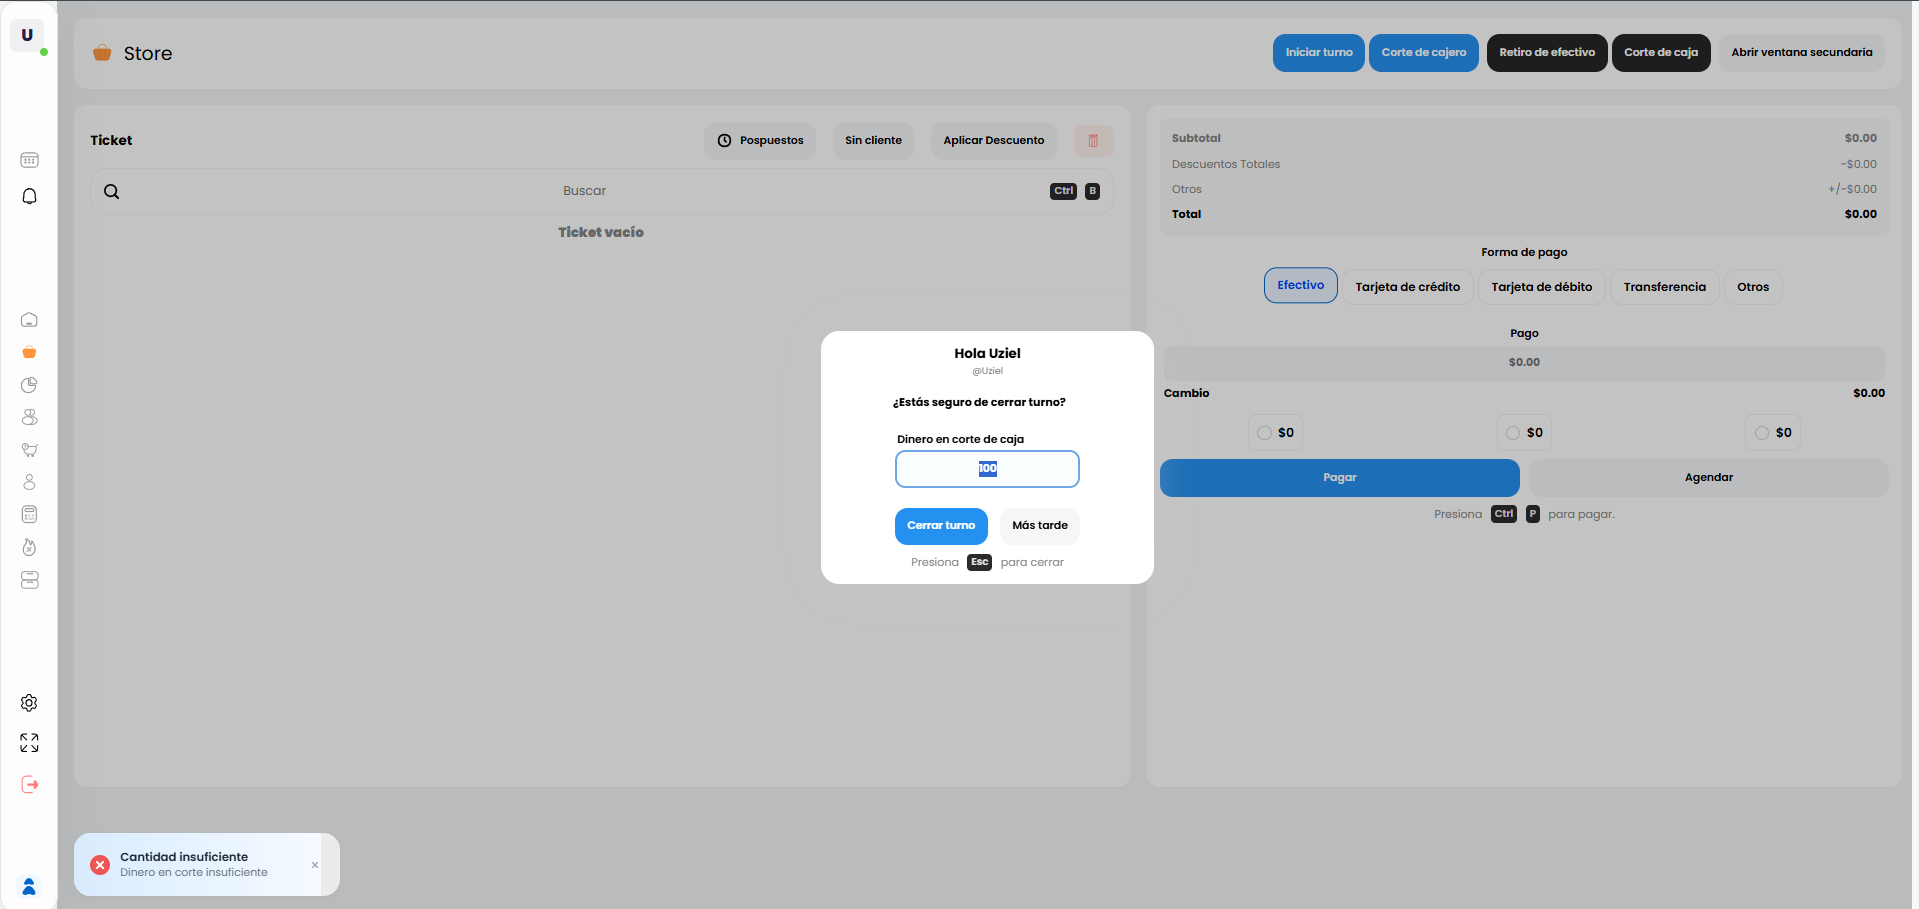 U
Store
Iniciar turno
Corte de cajero
Retiro de efectivo
Corte de caja
Abrir ventana secundaria
Ticket
Pospuestos
Sin cliente
Aplicar Descuento
Buscar
Ctrl B
Ticket vacío
Subtotal $0.00
Descuentos Totales -$0.00
Otros +/-$0.00
Total $0.00
Forma de pago
Efectivo
Tarjeta de crédito
Tarjeta de débito
Transferencia
Otros
Pago
$0.00
Cambio $0.00
$0
$0
$0
Pagar
Agendar
Presiona Ctrl P para pagar.
Hola Uziel
@Uziel
¿Estás seguro de cerrar turno?
Dinero en corte de caja
100
Cerrar turno
Más tarde
Presiona Esc para cerrar
Cantidad insuficiente
Dinero en corte insuficiente